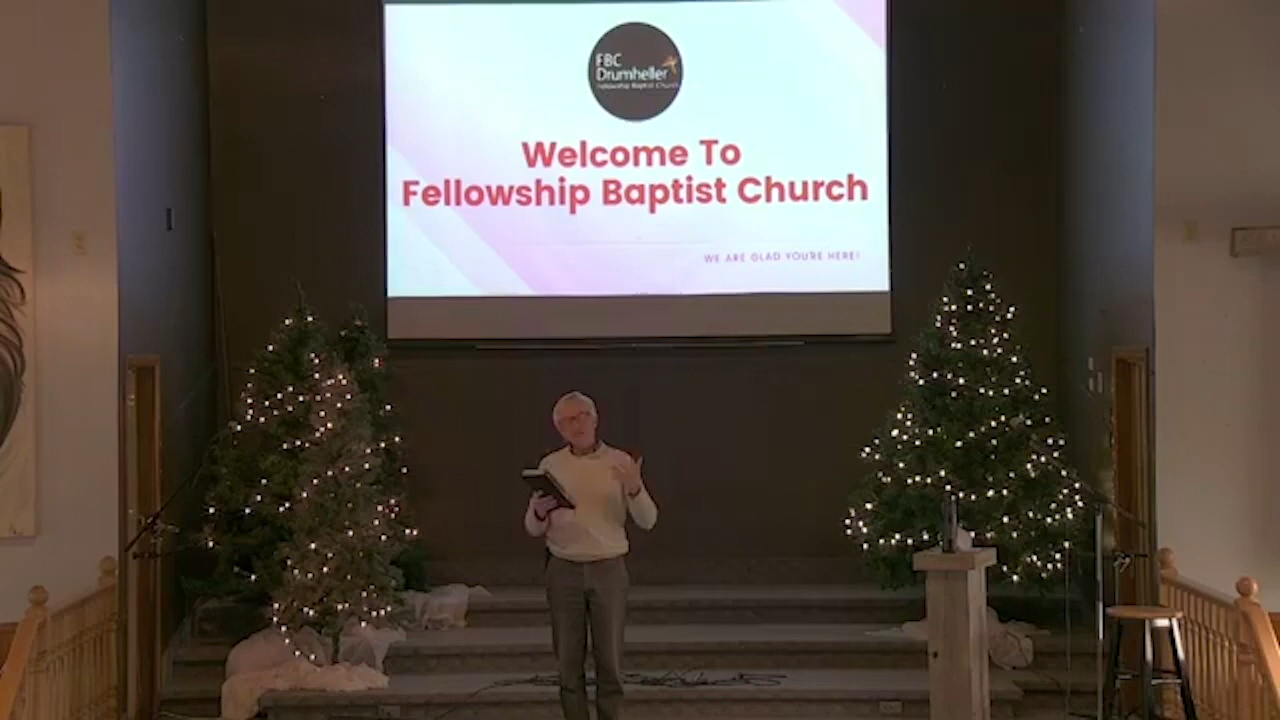 FBC
Drumheller
Fellowship Baptist Church
Welcome To
Fellowship Baptist Church
WE ARE GLAD YOU'RE HERE!